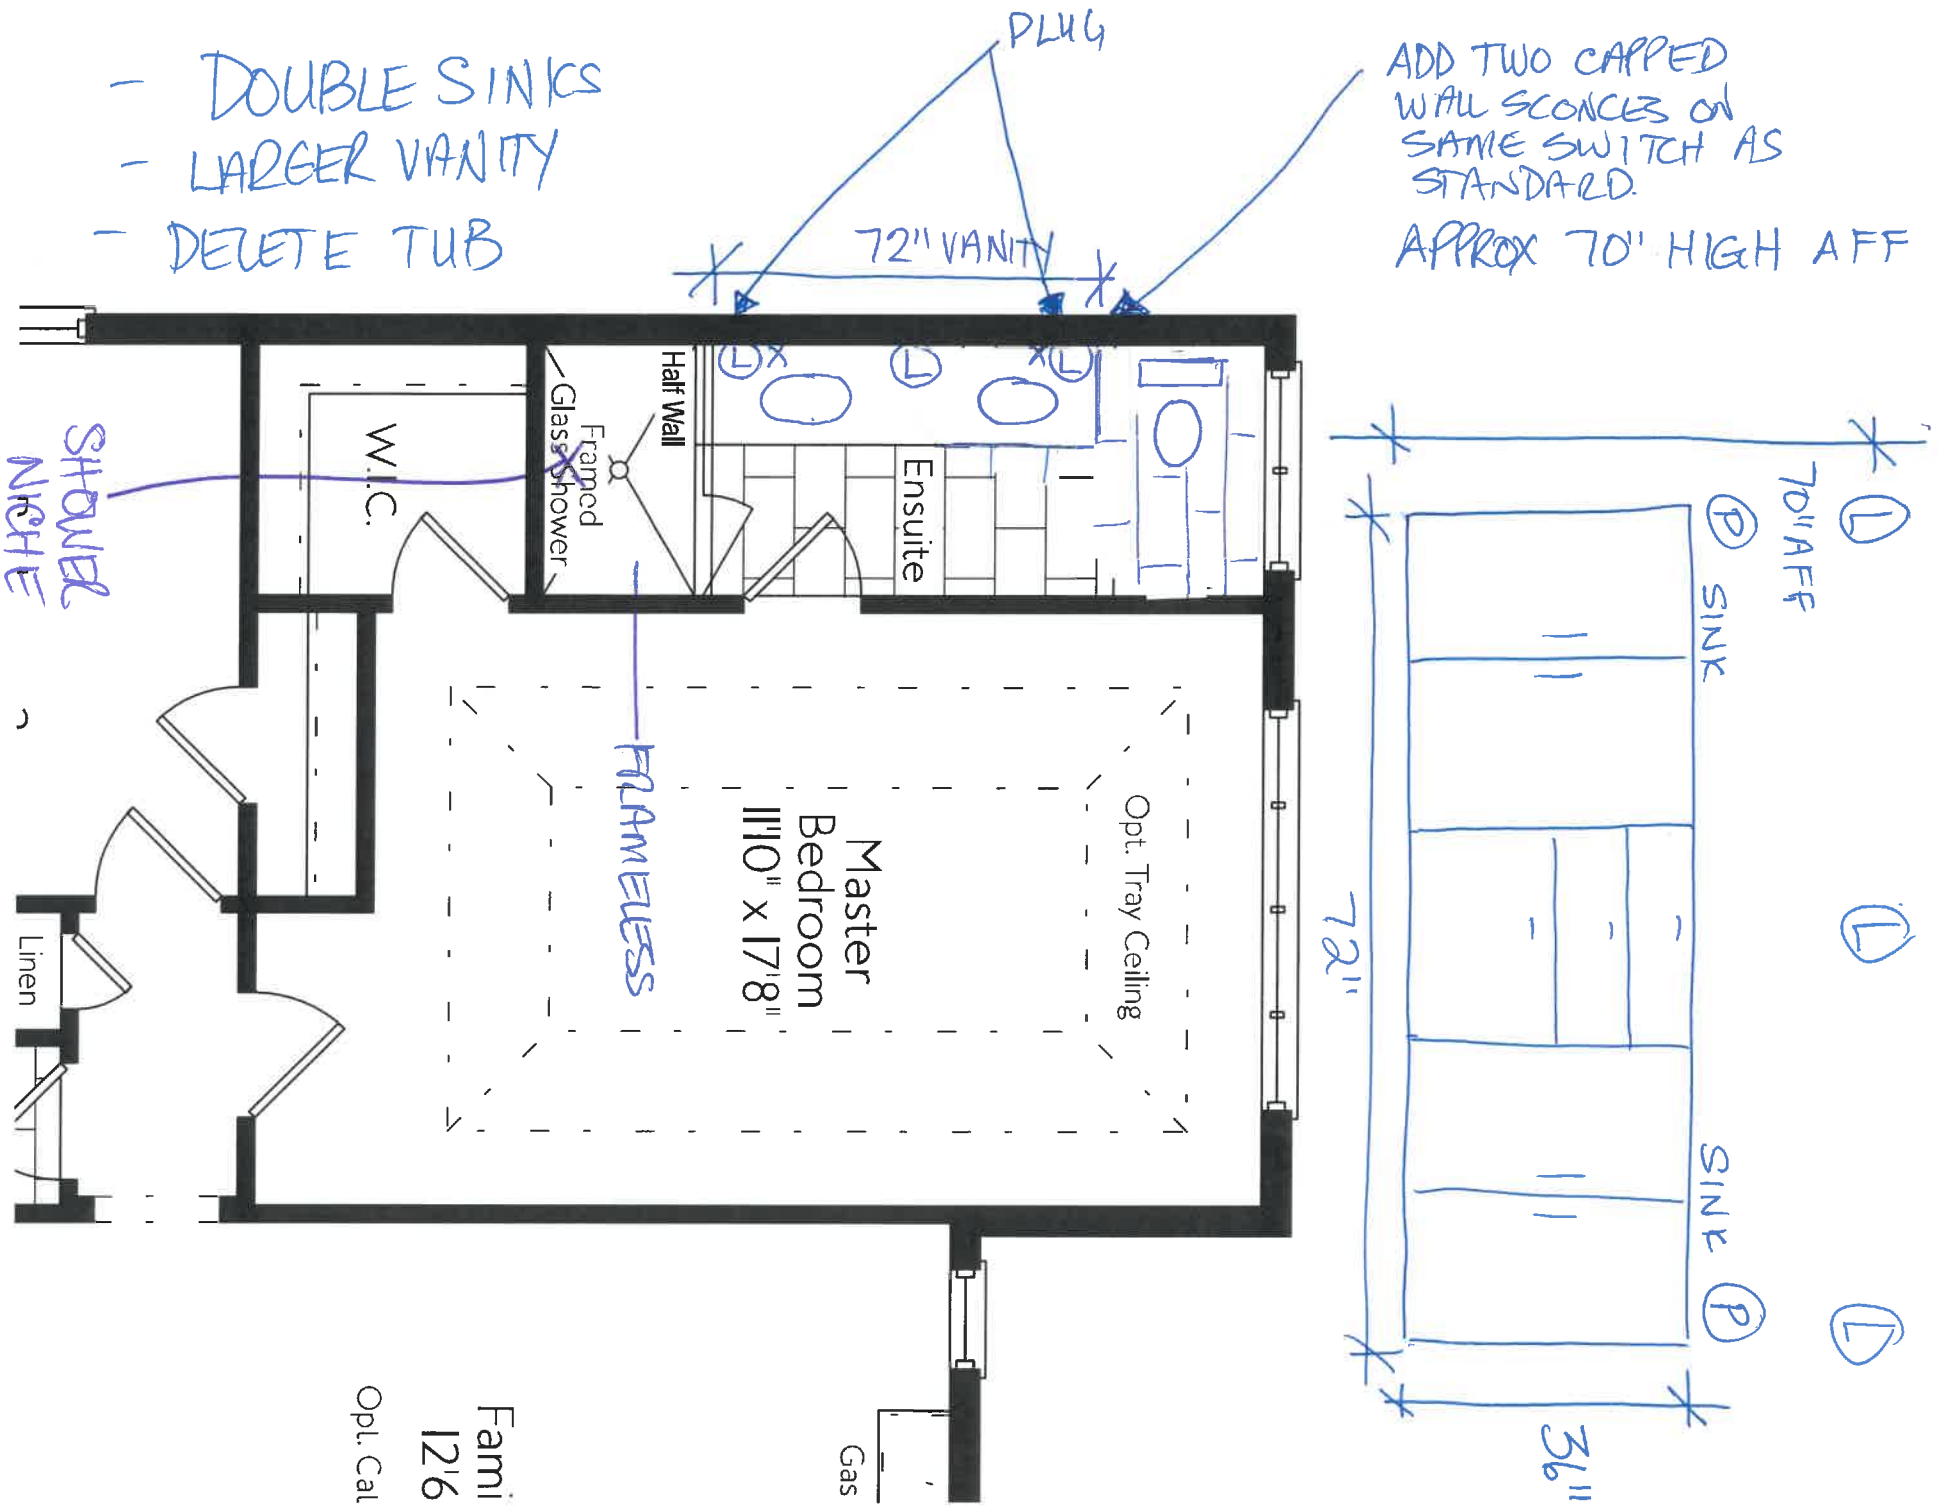 - DOUBLE SINKS
- LARGER VANITY
- DELETE TUB
PLUG
ADD TWO CAPPED
WALL SCONCES ON
SAME SWITCH AS
STANDARD.
APPROX 70" HIGH AFF
72" VANITY
L
X
L
X
L
Half Wall
Framed
Glass Shower
X
W.I.C.
Ensuite
SHOWER
NICHE
FRAMELESS
Opt. Tray Ceiling
Master
Bedroom
11'10" x 17'8"
Linen
Fami
12'6
Opt. Cal
Gas
70" AFF
L
P
SINK
L
SINK
P
L
72"
36"